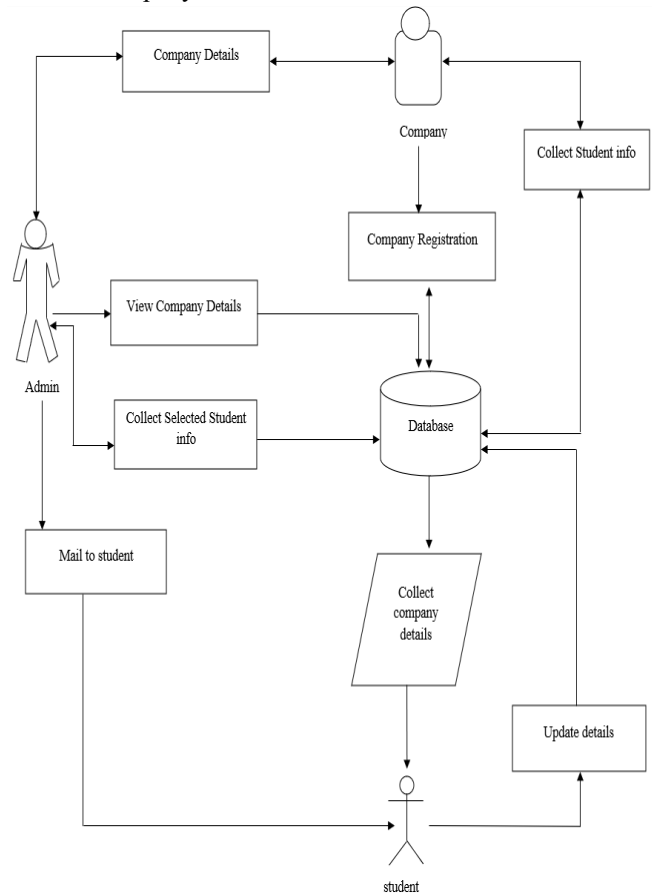 Company Details
Company
Collect Student info
Company Registration
View Company Details
Admin
Collect Selected Student
info
Database
Mail to student
Collect
company
details
Update details
student